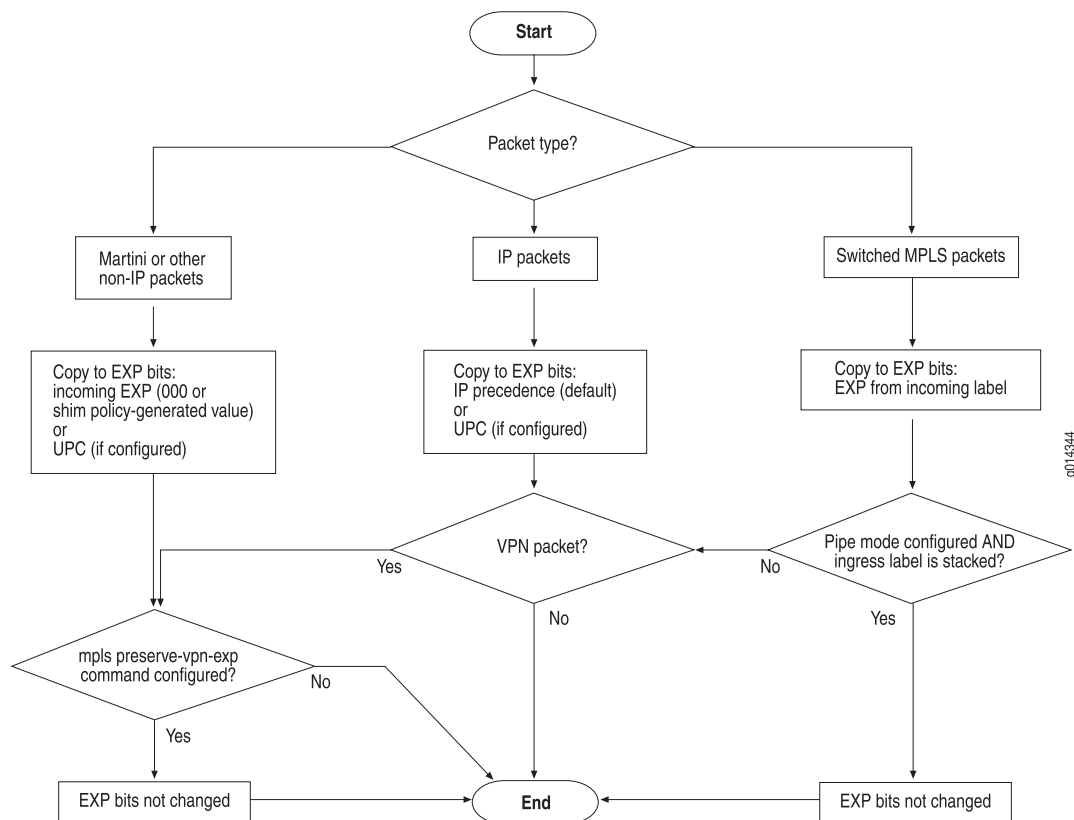 Start
Packet type?
Martini or other
non-IP packets
IP packets
Switched MPLS packets
Copy to EXP bits:
incoming EXP (000 or
shim policy-generated value)
or
UPC (if configured)
Copy to EXP bits:
IP precedence (default)
or
UPC (if configured)
Copy to EXP bits:
EXP from incoming label
g014344
VPN packet?
Pipe mode configured AND
ingress label is stacked?
Yes
No
No
Yes
mpls preserve-vpn-exp
command configured?
No
Yes
EXP bits not changed
End
EXP bits not changed